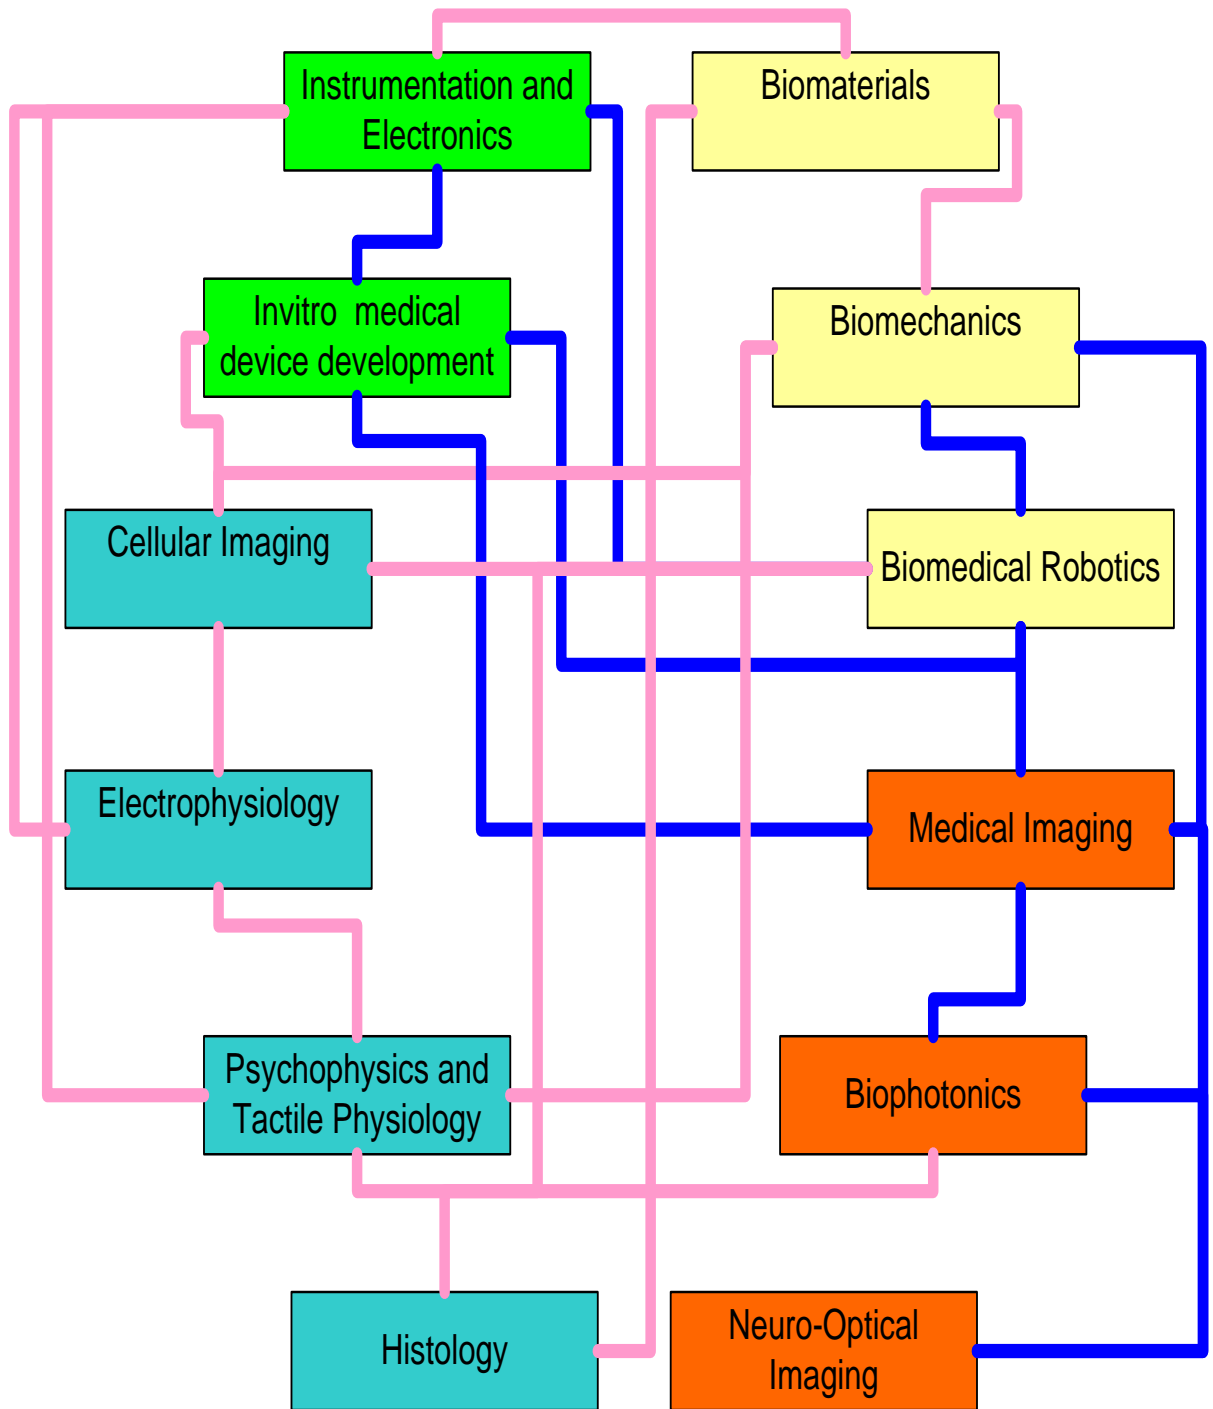 Instrumentation and
Electronics
Biomaterials
Invitro  medical
device development
Biomechanics
Cellular Imaging
Biomedical Robotics
Electrophysiology
Medical Imaging
Psychophysics and
Tactile Physiology
Biophotonics
Histology
Neuro-Optical
Imaging